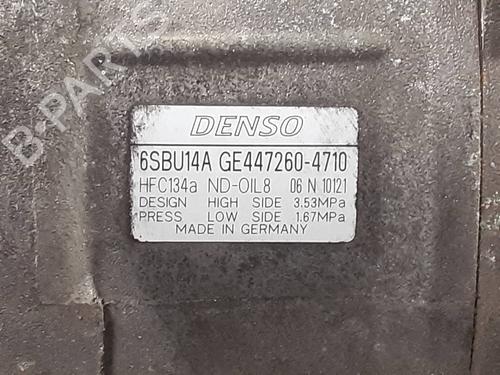 B-PARTS
DENSO
6SBU14A GE447260-4710
HFC134a ND-OIL8 06 N 10121
DESIGN HIGH SIDE 3.53MPa
PRESS LOW SIDE 1.67MPa
MADE IN GERMANY